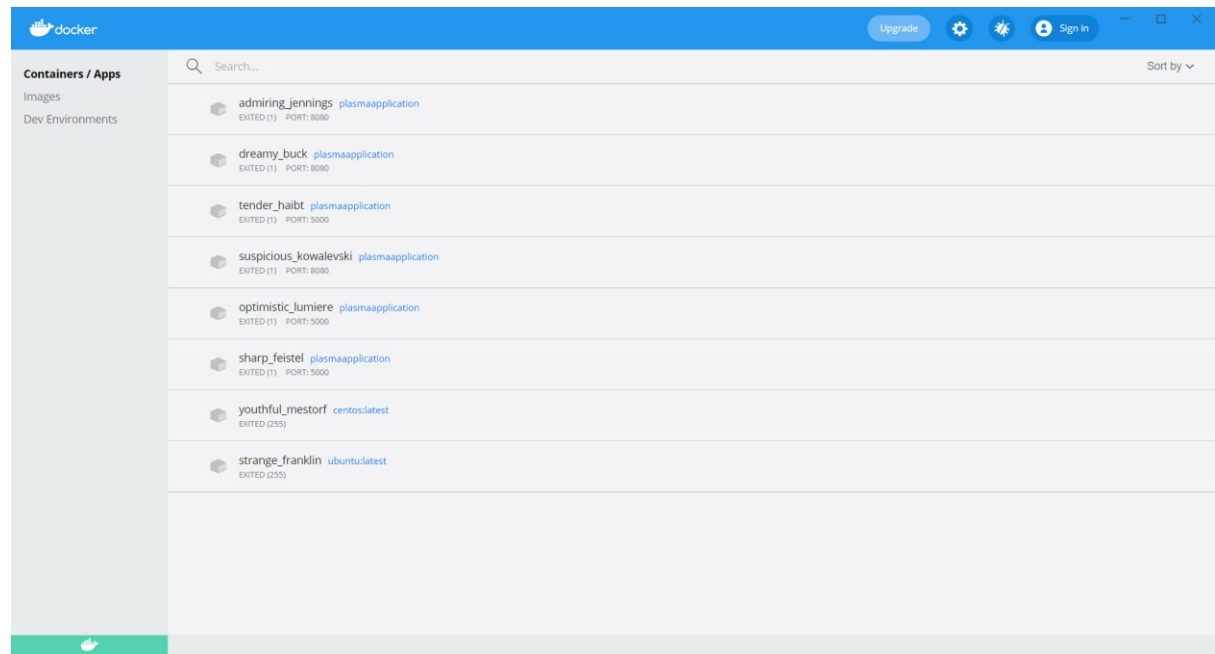 docker
Upgrade
Sign in
Containers / Apps
Images
Dev Environments
Search...
Sort by
admiring_jennings plasmaapplication
EXITED (1) PORT: 8080
dreamy_buck plasmaapplication
EXITED (1) PORT: 8080
tender_haibt plasmaapplication
EXITED (1) PORT: 5000
suspicious_kowalevski plasmaapplication
EXITED (1) PORT: 8080
optimistic_lumiere plasmaapplication
EXITED (1) PORT: 5000
sharp_feistel plasmaapplication
EXITED (1) PORT: 5000
youthful_mestorf centos:latest
EXITED (255)
strange_franklin ubuntu:latest
EXITED (255)